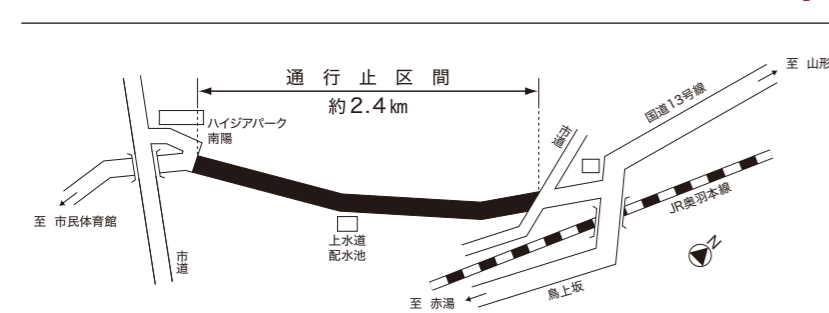 通行止区間
約2.4㎞
至 山形
国道13号線
市道
ハイジアパーク
南陽
JR奥羽本線
至 市民体育館
上水道
配水池
市道
N
鳥上坂
至 赤湯